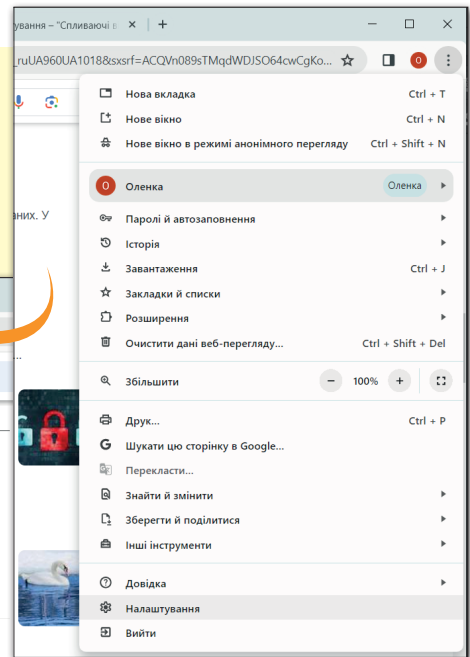 ування – "Спливаючі в
_ruUA960UA1018&sxsrf=ACQVn089sTMqdWDJSO64cwCgKo...
О
Нова вкладка Ctrl + T
Нове вікно Ctrl + N
Нове вікно в режимі анонімного перегляду Ctrl + Shift + N
О Оленка Оленка
аних. У
Паролі й автозаповнення
Історія
Завантаження Ctrl + J
Закладки й списки
Розширення
...
Очистити дані веб-перегляду... Ctrl + Shift + Del
Збільшити − 100% +
Друк... Ctrl + P
G Шукати цю сторінку в Google...
Перекласти...
Знайти й змінити
Зберегти й поділитися
Інші інструменти
Довідка
Налаштування
Вийти